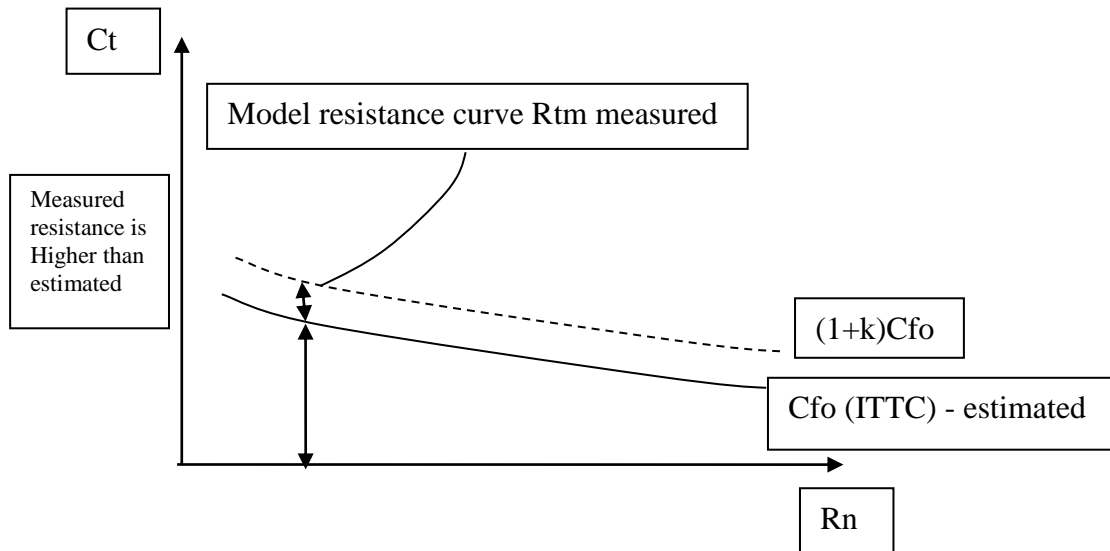 Ct
Model resistance curve Rtm measured
Measured
resistance is
Higher than
estimated
(1+k)Cfo
Cfo (ITTC) - estimated
Rn